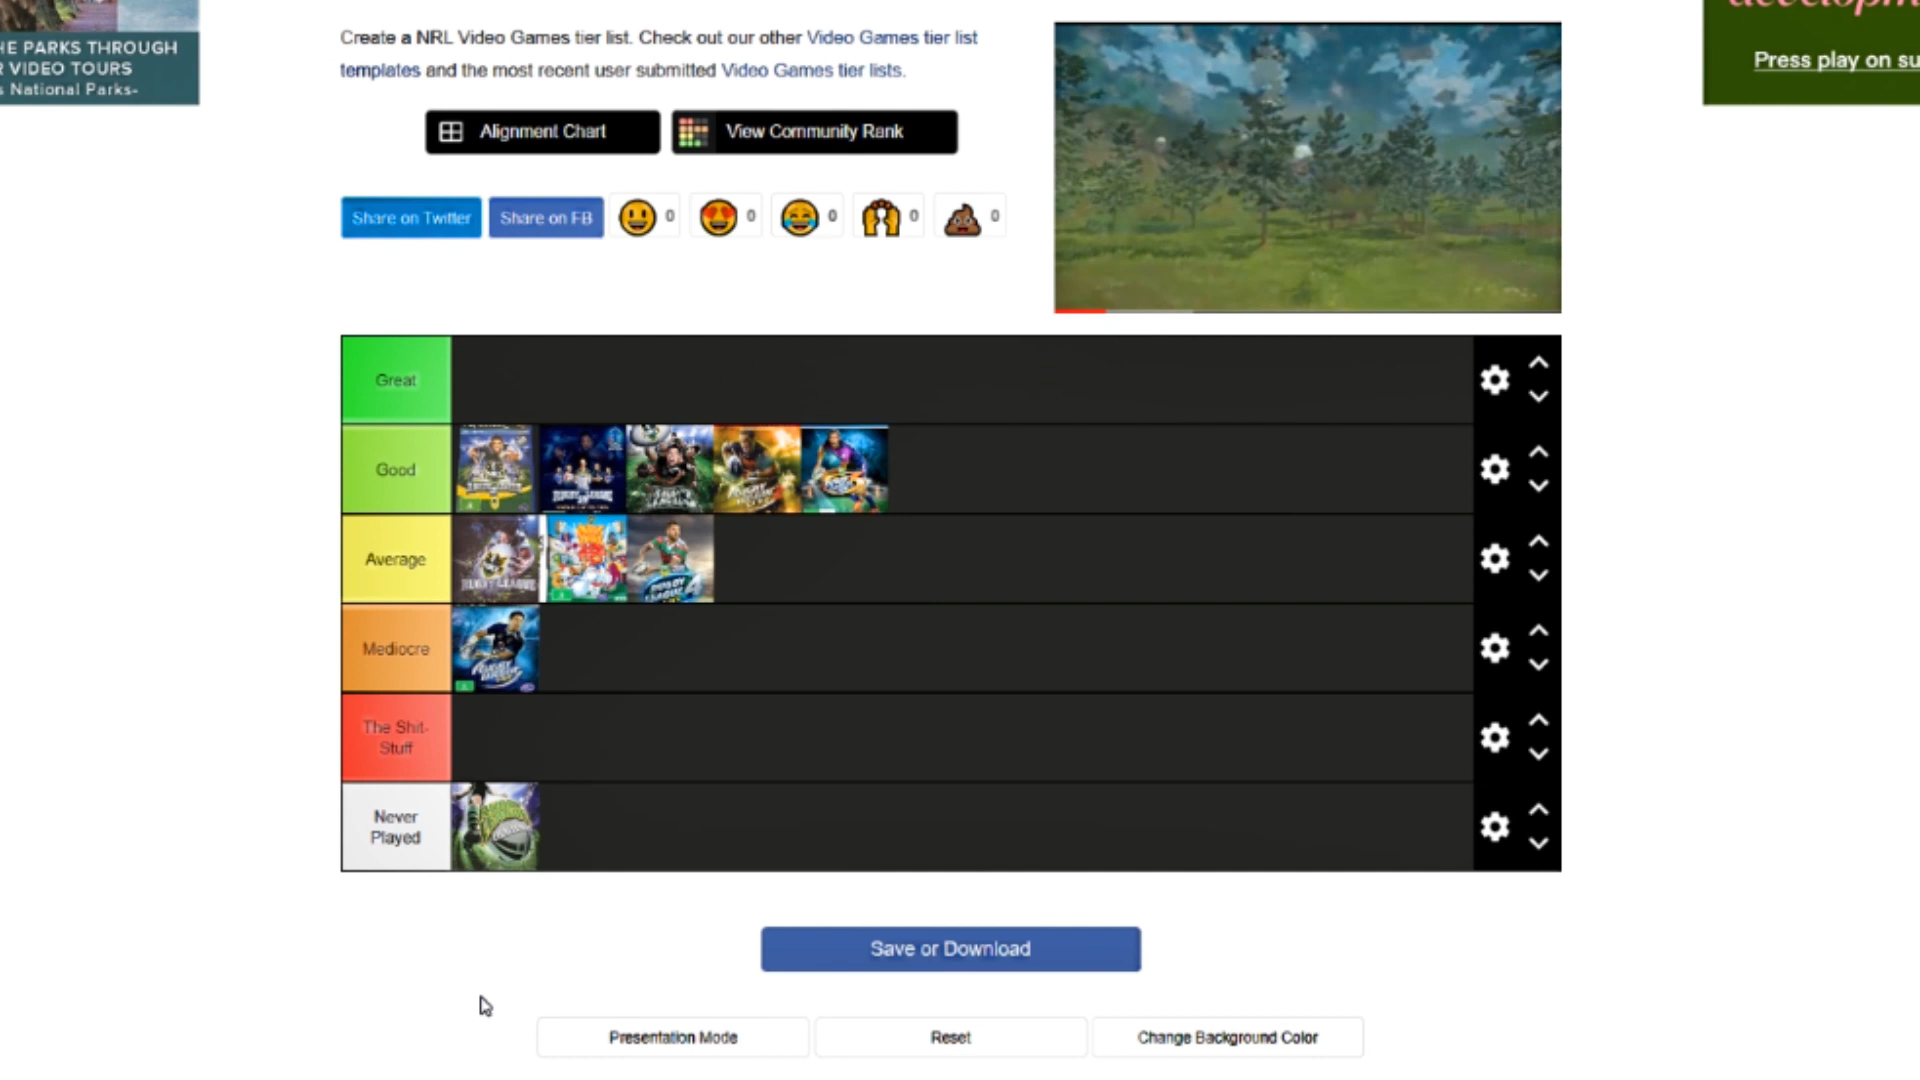 HE PARKS THROUGH
R VIDEO TOURS
s National Parks-
Create a NRL Video Games tier list. Check out our other Video Games tier list
templates and the most recent user submitted Video Games tier lists.
developm
Press play on su
Alignment Chart
View Community Rank
Share on Twitter
Share on FB
0
0
0
0
0
Great
Good
Average
Mediocre
The Shit-
Stuff
Never
Played
Save or Download
Presentation Mode
Reset
Change Background Color